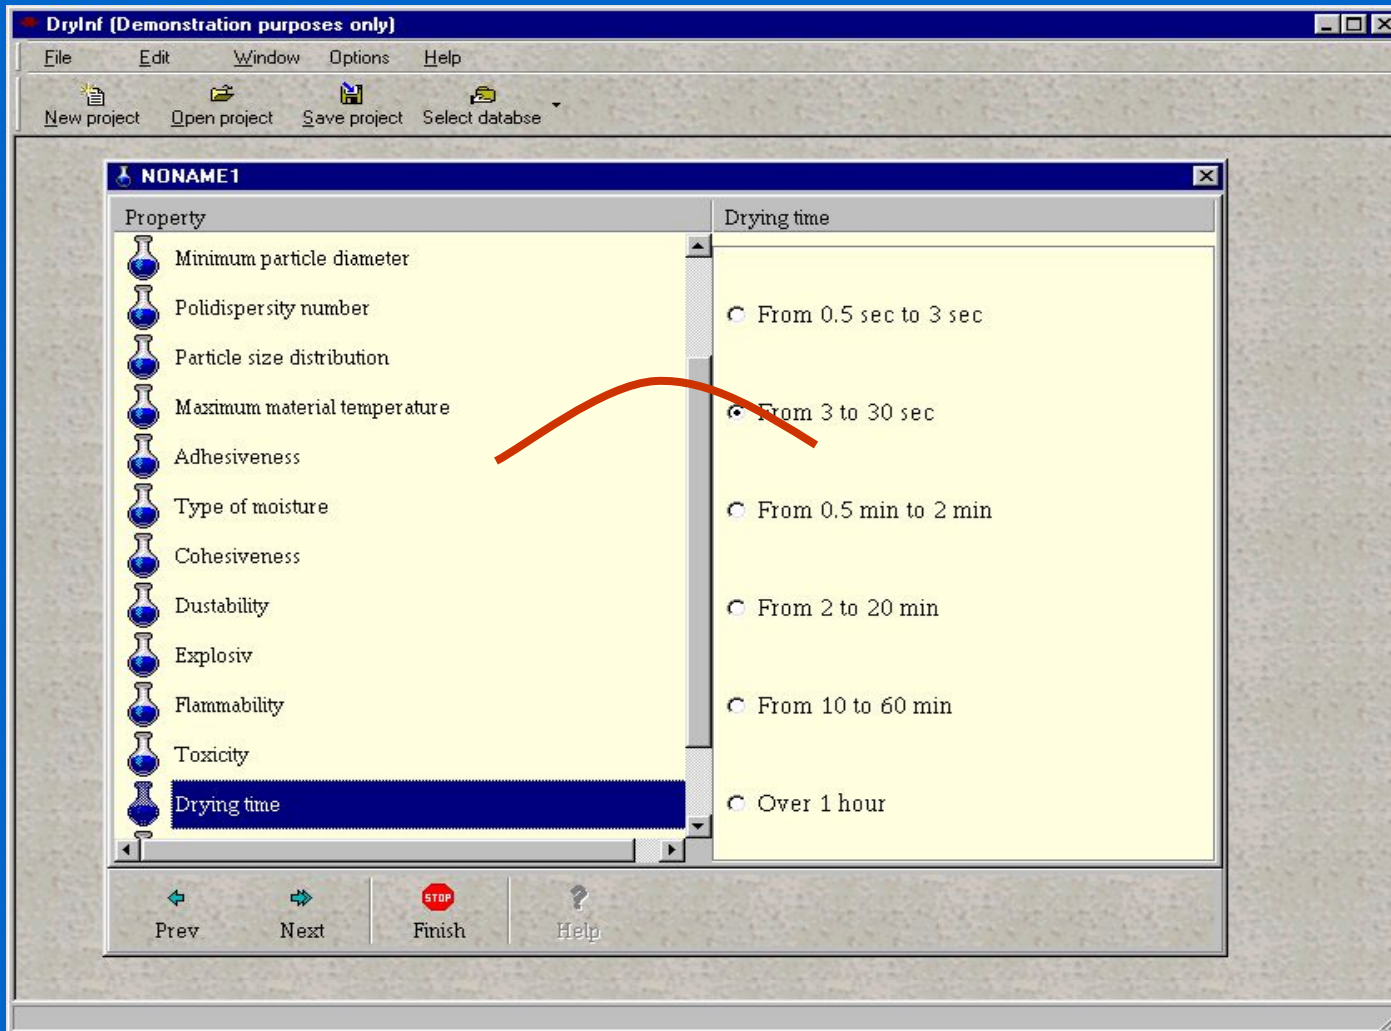 DryInf (Demonstration purposes only)
File Edit Window Options Help
New project Open project Save project Select databse
NONAME1
Property
Minimum particle diameter
Polidispersity number
Particle size distribution
Maximum material temperature
Adhesiveness
Type of moisture
Cohesiveness
Dustability
Explosiv
Flammability
Toxicity
Drying time
Drying time
From 0.5 sec to 3 sec
From 3 to 30 sec
From 0.5 min to 2 min
From 2 to 20 min
From 10 to 60 min
Over 1 hour
STOP
Prev Next Finish Help